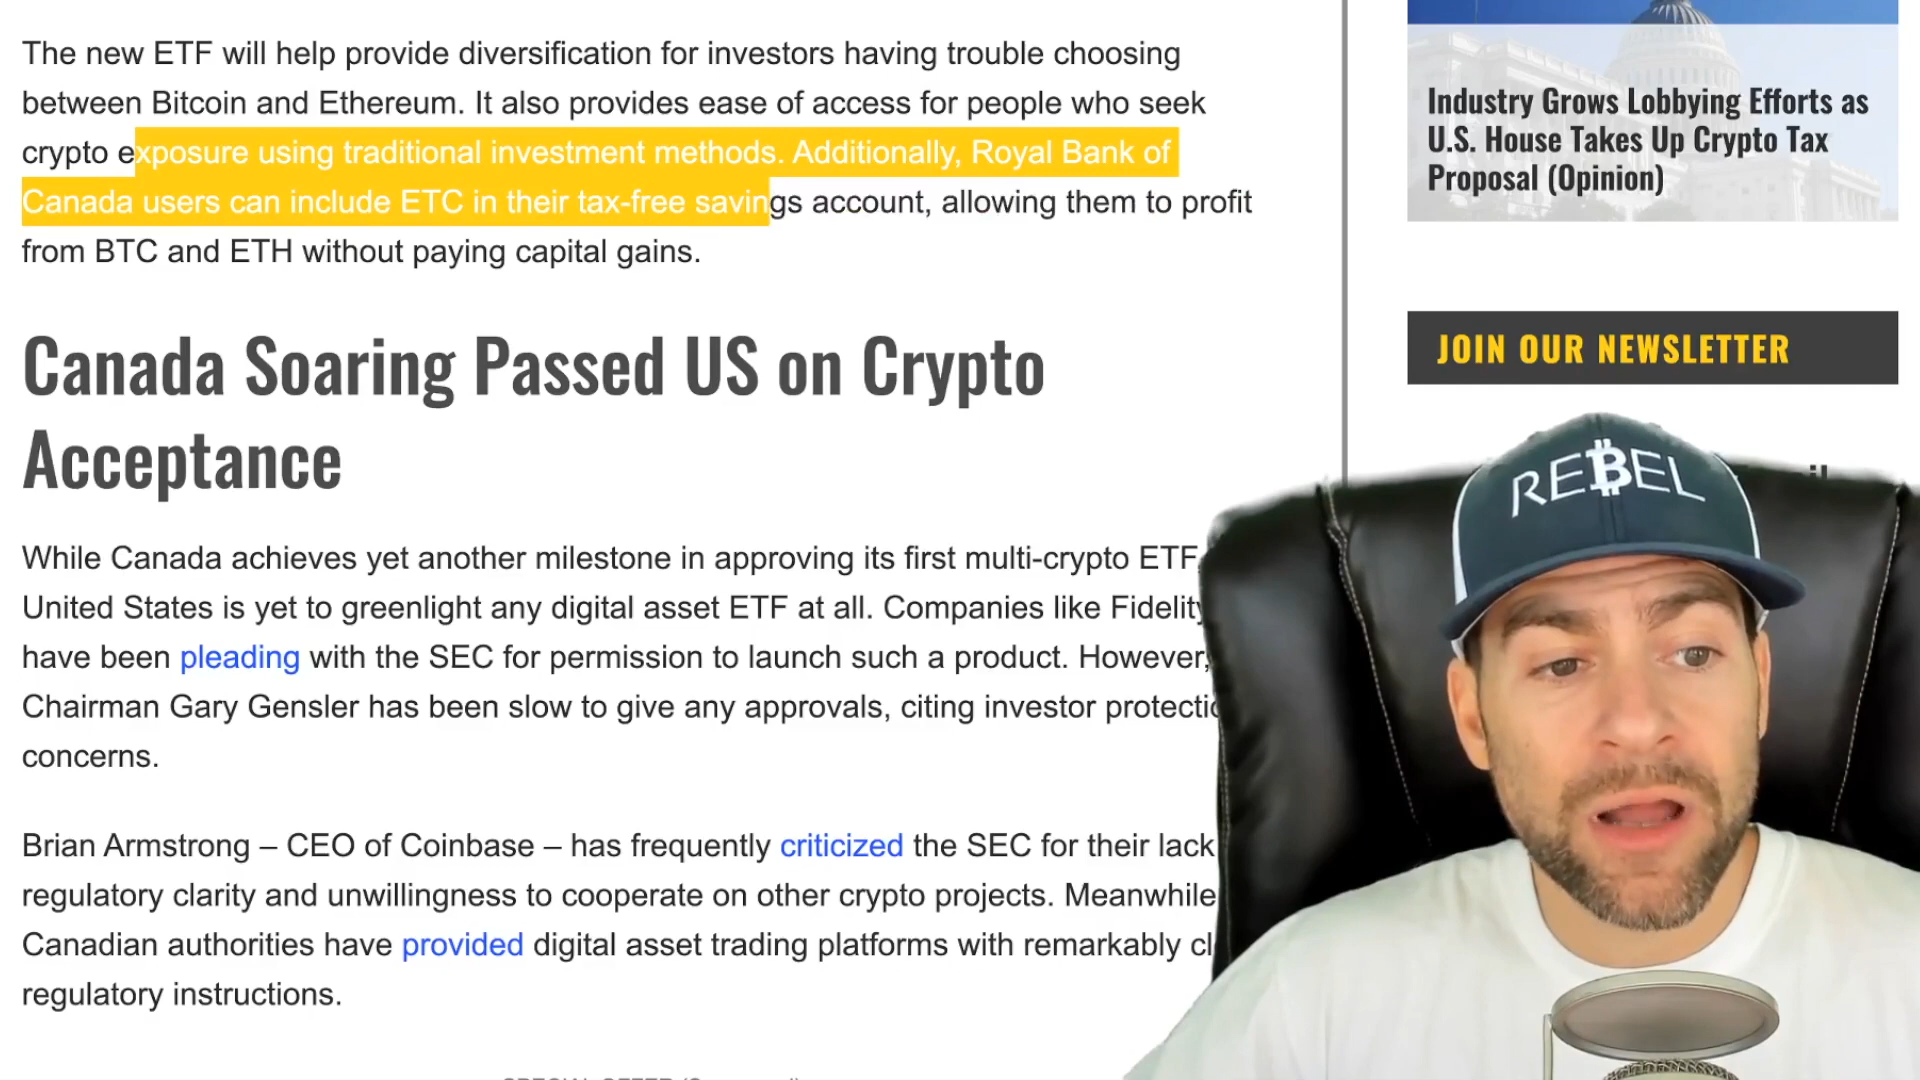 The new ETF will help provide diversification for investors having trouble choosing
between Bitcoin and Ethereum. It also provides ease of access for people who seek
crypto exposure using traditional investment methods. Additionally, Royal Bank of
Canada users can include ETC in their tax-free savings account, allowing them to profit
from BTC and ETH without paying capital gains.
Canada Soaring Passed US on Crypto
Acceptance
While Canada achieves yet another milestone in approving its first multi-crypto ETF,
United States is yet to greenlight any digital asset ETF at all. Companies like Fidelity
have been pleading with the SEC for permission to launch such a product. However,
Chairman Gary Gensler has been slow to give any approvals, citing investor
concerns.
Brian Armstrong – CEO of Coinbase – has frequently criticized the SEC for their lack
regulatory clarity and unwillingness to cooperate on other crypto projects. Meanwhile
Canadian authorities have provided digital asset trading platforms with remarkably
regulatory instructions.
Industry Grows Lobbying Efforts as
U.S. House Takes Up Crypto Tax
Proposal (Opinion)
JOIN OUR NEWSLETTER
RE₿EL